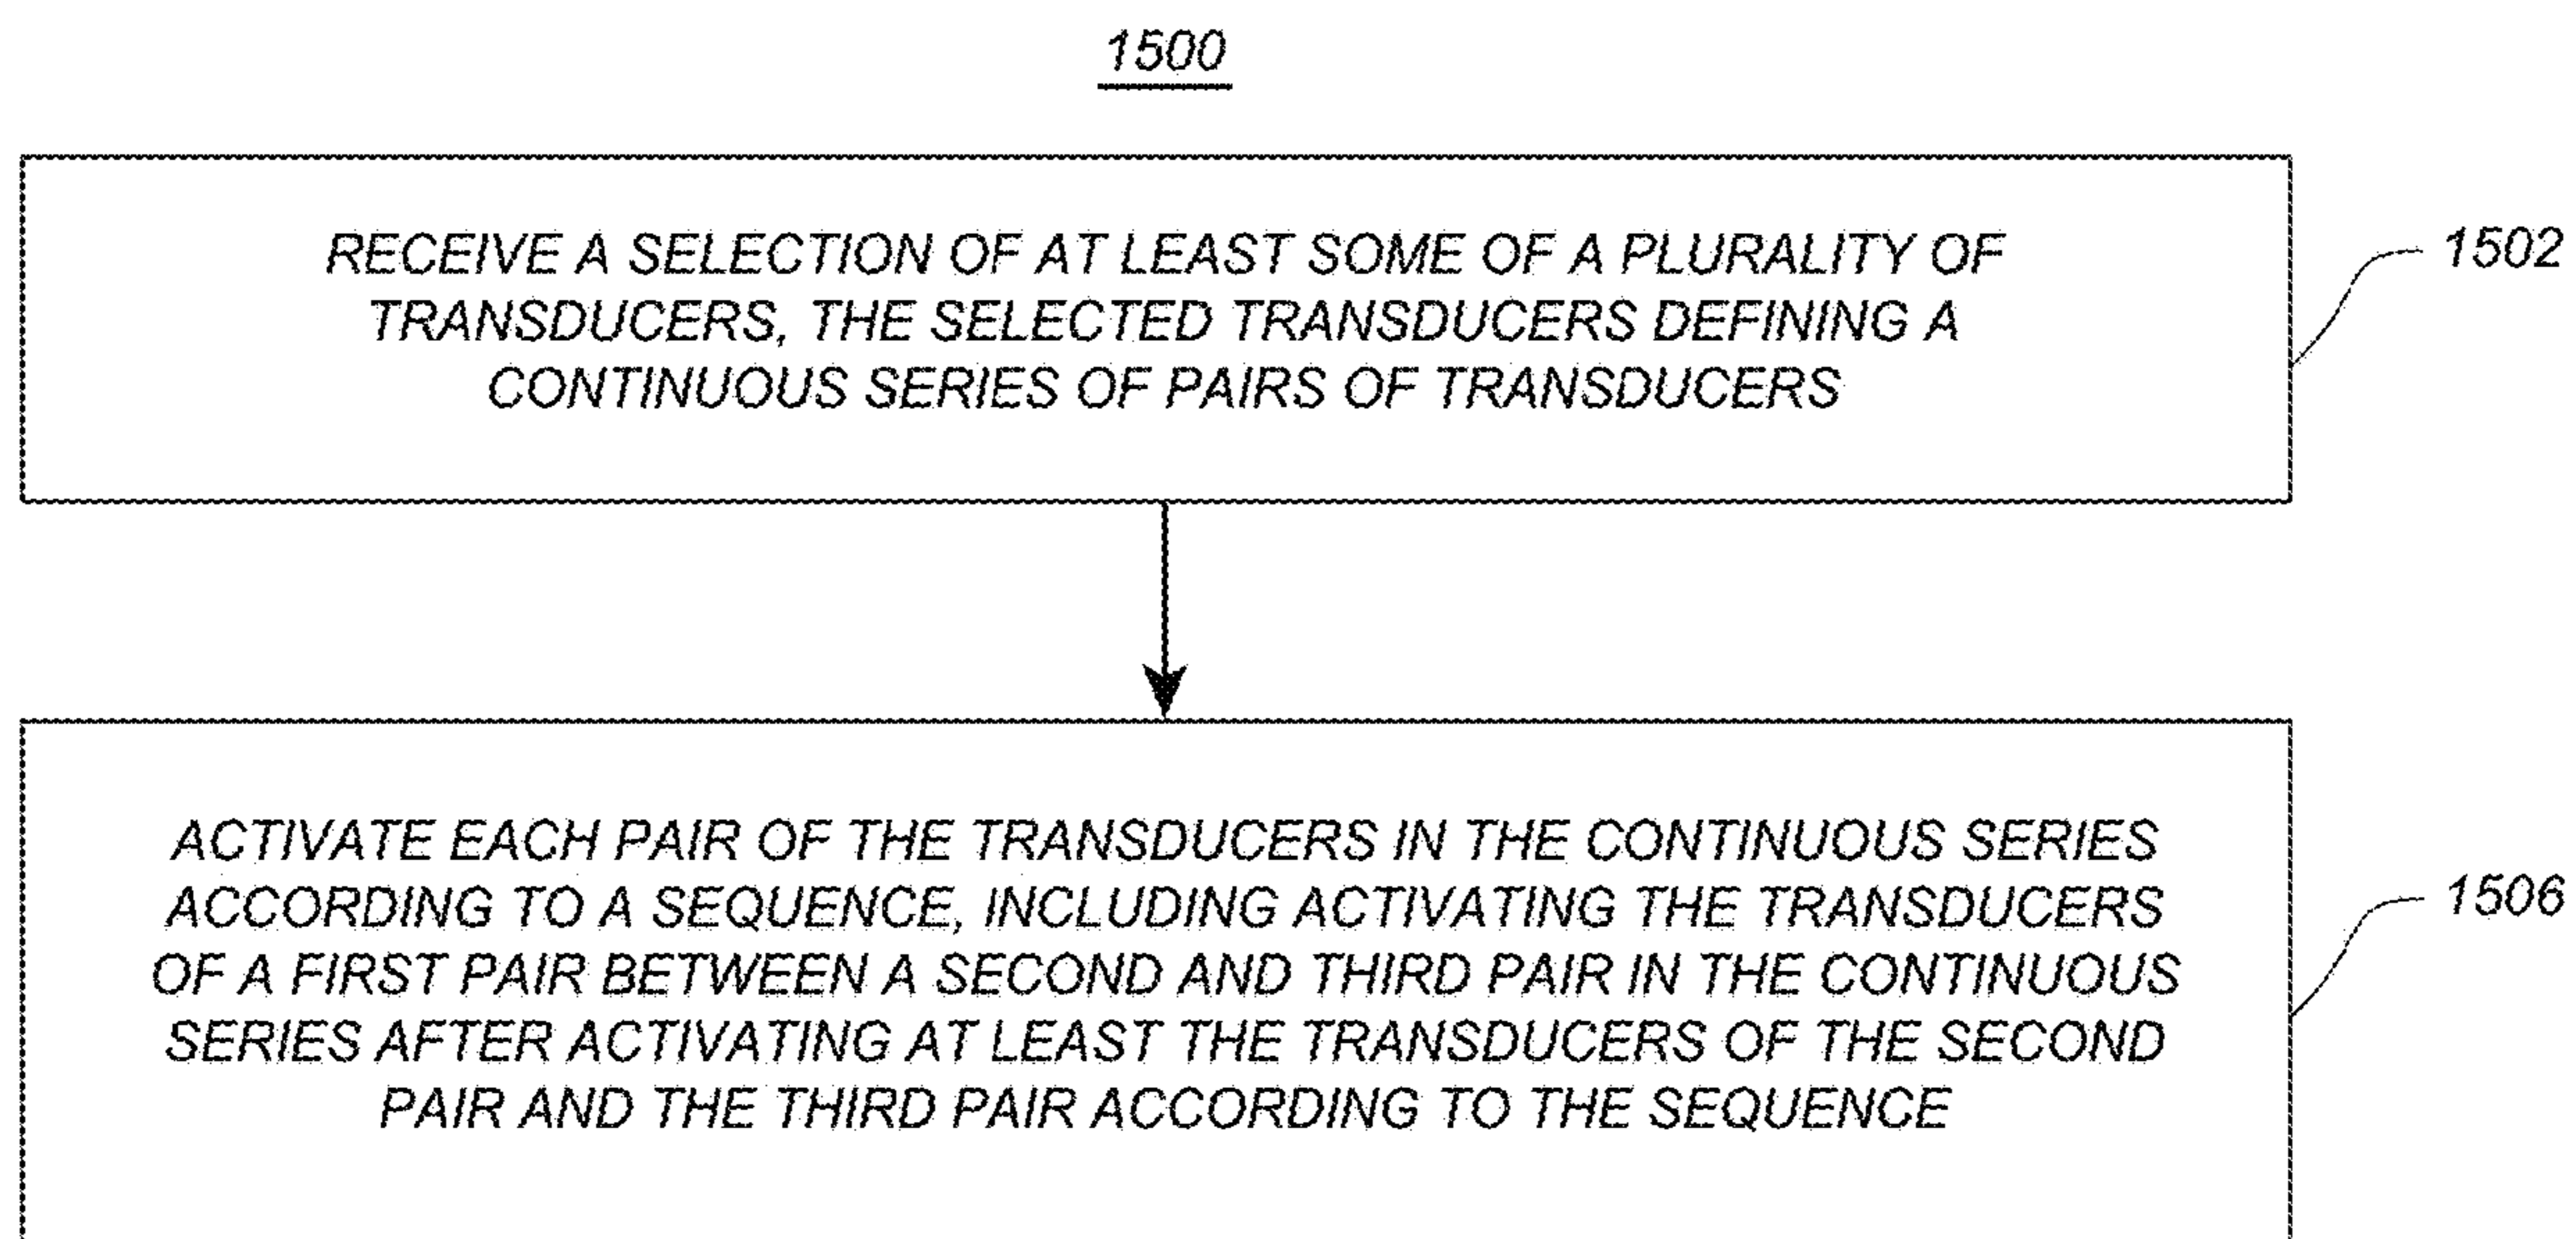 1500
RECEIVE A SELECTION OF AT LEAST SOME OF A PLURALITY OF
TRANSDUCERS, THE SELECTED TRANSDUCERS DEFINING A
CONTINUOUS SERIES OF PAIRS OF TRANSDUCERS
1502
ACTIVATE EACH PAIR OF THE TRANSDUCERS IN THE CONTINUOUS SERIES
ACCORDING TO A SEQUENCE, INCLUDING ACTIVATING THE TRANSDUCERS
OF A FIRST PAIR BETWEEN A SECOND AND THIRD PAIR IN THE CONTINUOUS
SERIES AFTER ACTIVATING AT LEAST THE TRANSDUCERS OF THE SECOND
PAIR AND THE THIRD PAIR ACCORDING TO THE SEQUENCE
1506